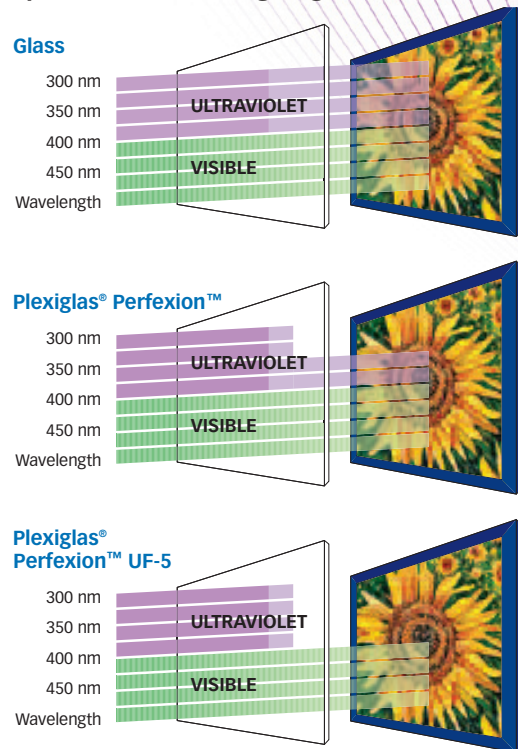 Glass
300 nm
ULTRAVIOLET
350 nm
400 nm
VISIBLE
450 nm
Wavelength
Plexiglas® Perfexion™
300 nm
ULTRAVIOLET
350 nm
400 nm
VISIBLE
450 nm
Wavelength
Plexiglas®
Perfexion™ UF-5
300 nm
ULTRAVIOLET
350 nm
400 nm
VISIBLE
450 nm
Wavelength